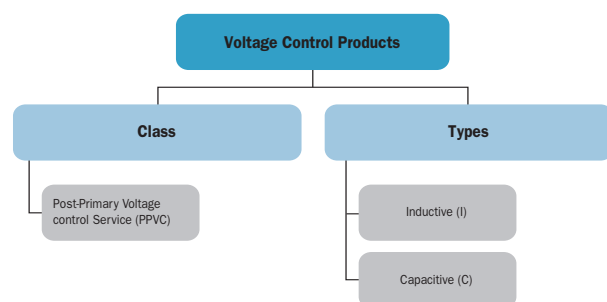 Voltage Control Products
Class
Types
Post-Primary Voltage
control Service (PPVC)
Inductive (I)
Capacitive (C)